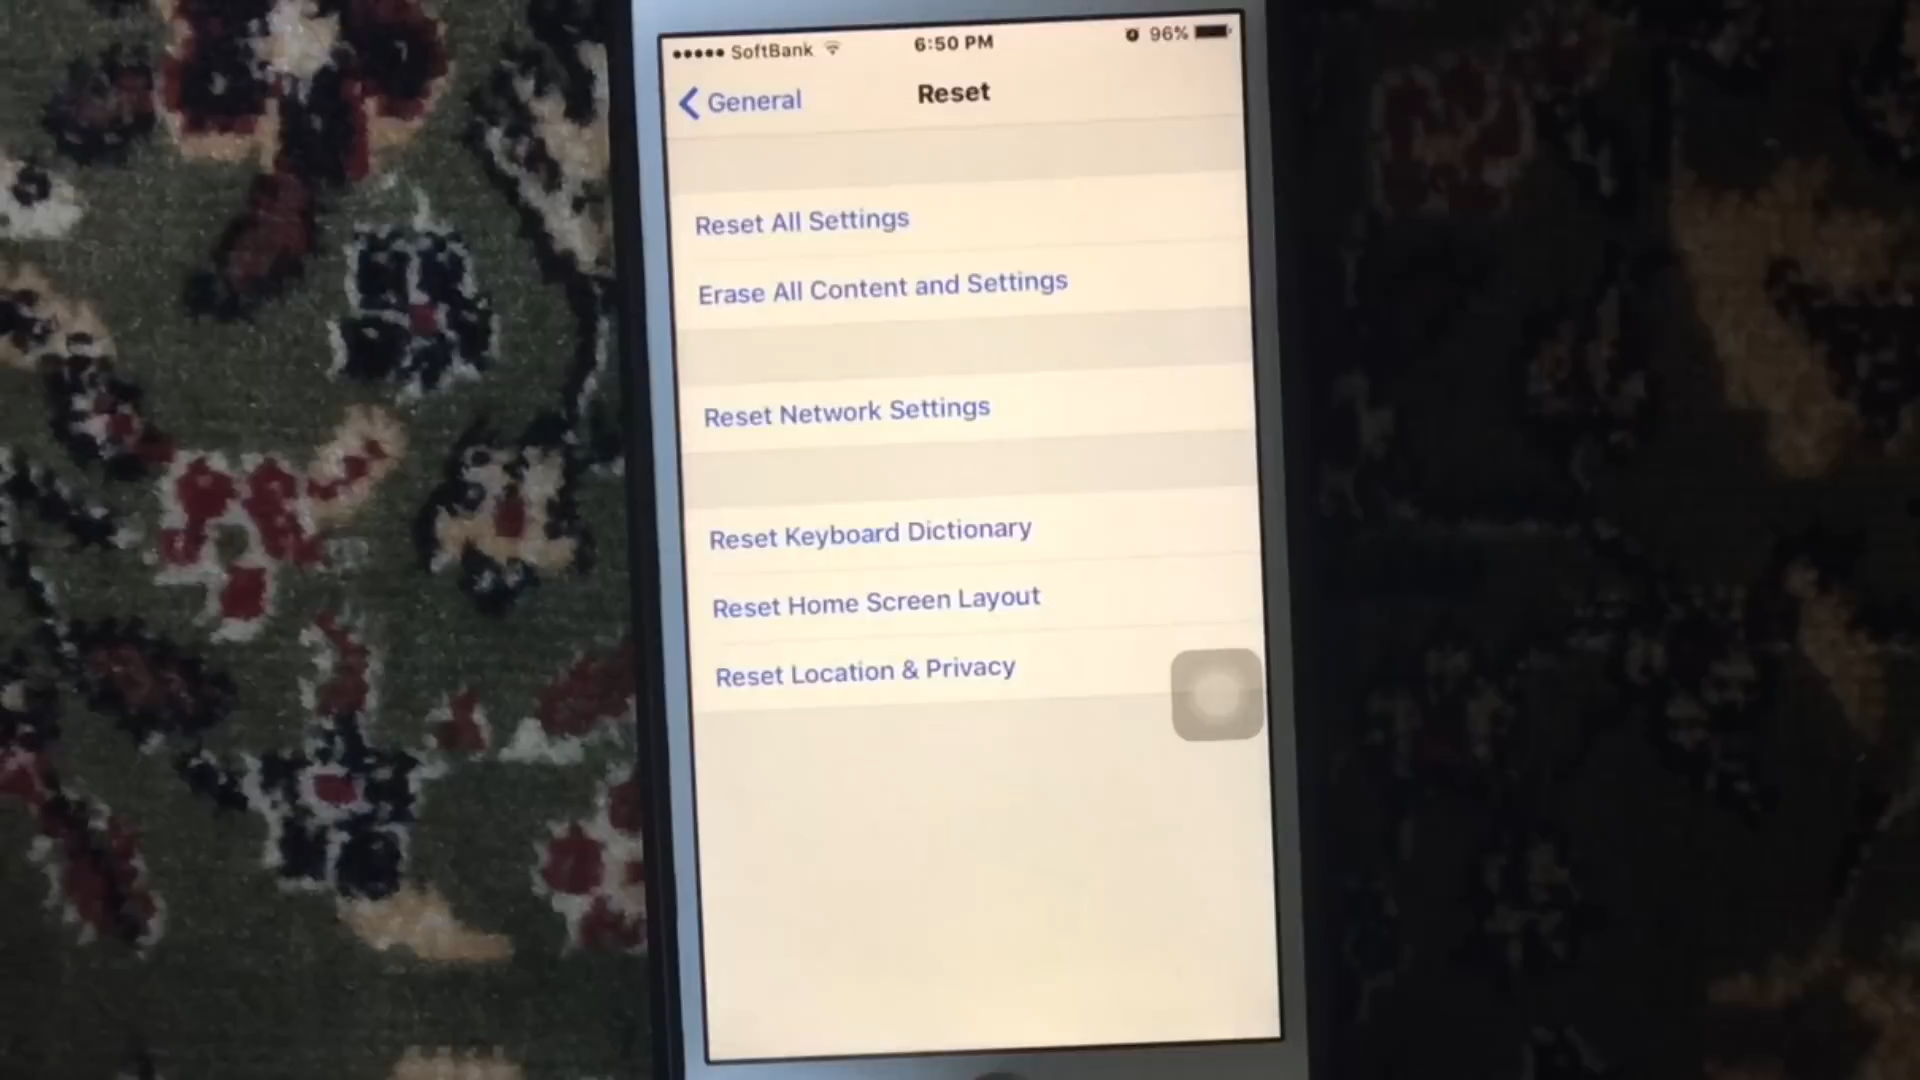 SoftBank 6:50 PM 96%
General Reset
Reset All Settings
Erase All Content and Settings
Reset Network Settings
Reset Keyboard Dictionary
Reset Home Screen Layout
Reset Location & Privacy